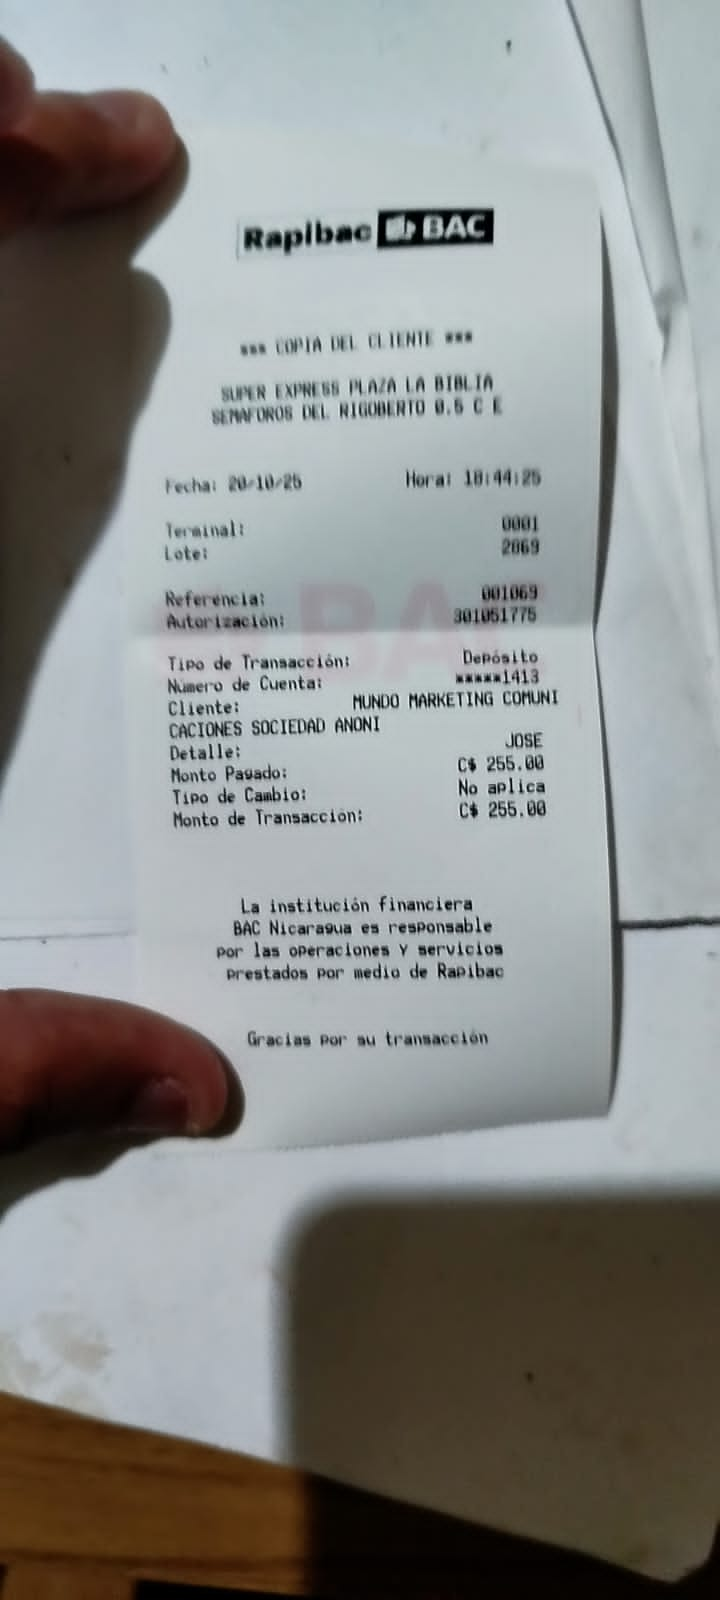 Rapibac BAC
*** COPIA DEL CLIENTE ***
SUPER EXPRESS PLAZA LA BIBLIA
SEMAFOROS DEL RIGOBERTO 0.5 C E
Fecha: 20/10/25 Hora: 18:44:25
Terminal: 0001
Lote: 2069
Referencia: 001069
Autorización: 301051775
BAC
Tipo de Transacción: Depósito
Número de Cuenta: *****1413
Cliente: MUNDO MARKETING COMUNI
CACIONES SOCIEDAD ANONI
Detalle: JOSE
Monto Pagado: C$ 255.00
Tipo de Cambio: No aplica
Monto de Transacción: C$ 255.00
La institución financiera
BAC Nicaragua es responsable
por las operaciones y servicios
prestados por medio de Rapibac
Gracias por su transacción